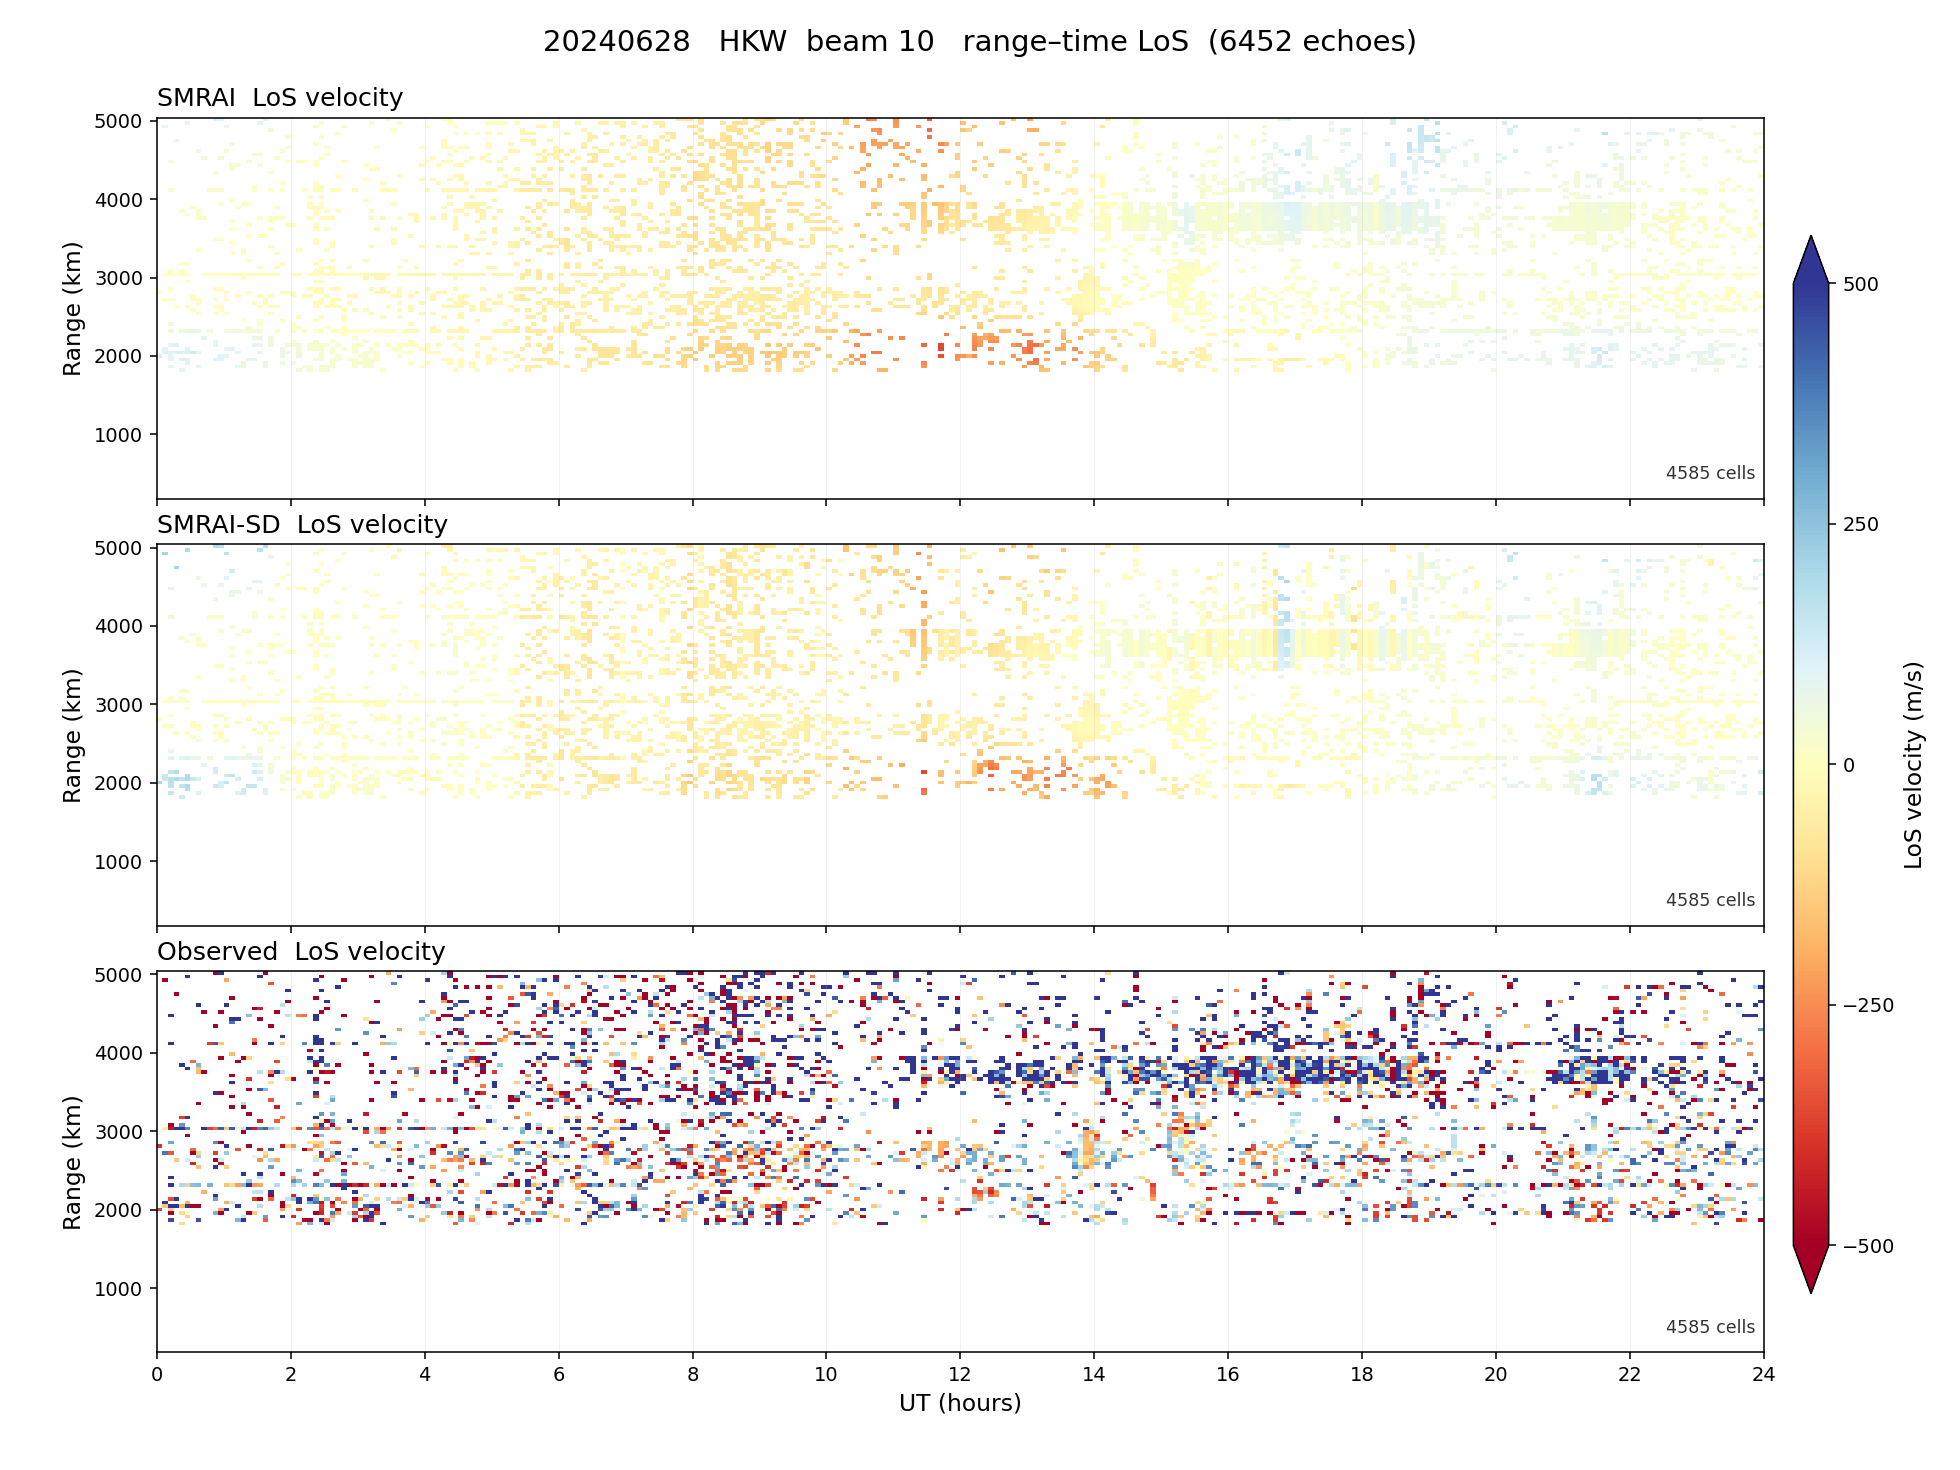 20240628   HKW  beam 10   range–time LoS  (6452 echoes)
SMRAI  LoS velocity
5000
4000
3000
2000
1000
Range (km)
4585 cells
SMRAI-SD  LoS velocity
5000
4000
3000
2000
1000
Range (km)
4585 cells
Observed  LoS velocity
5000
4000
3000
2000
1000
Range (km)
4585 cells
0 2 4 6 8 10 12 14 16 18 20 22 24
UT (hours)
500
250
0
−250
−500
LoS velocity (m/s)